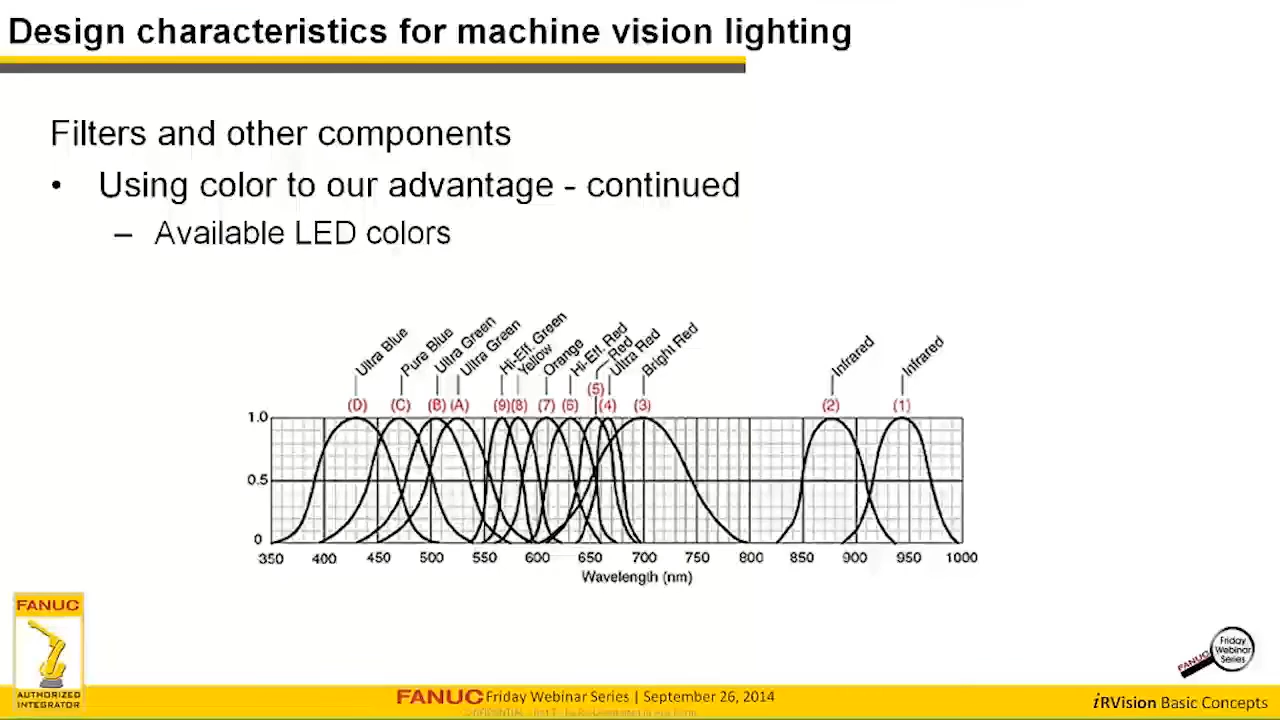 Design characteristics for machine vision lighting
Filters and other components
• Using color to our advantage - continued
– Available LED colors
Ultra Blue
Pure Blue
Ultra Green
Ultra Green
Hi-Eff. Green
Yellow
Orange
Hi-Eff. Red
Red
Ultra Red
Bright Red
Infrared
Infrared
(D) (C) (B) (A) (9) (8) (7) (6) (5) (4) (3) (2) (1)
1.0
0.5
0
350 400 450 500 550 600 650 700 750 800 850 900 950 1000
Wavelength (nm)
FANUC
AUTHORIZED
INTEGRATOR
Friday
Webinar
Series
FANUC
FANUC Friday Webinar Series | September 26, 2014
iRVision Basic Concepts